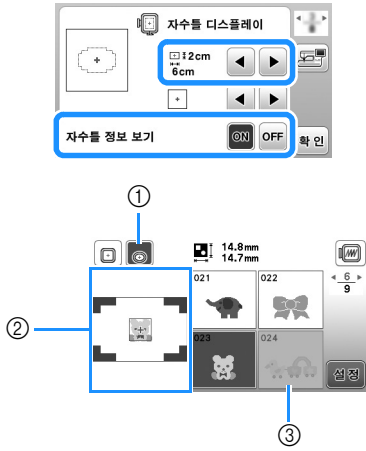 자수틀 디스플레이
2cm
6cm
자수틀 정보 보기
ON OFF
확인
①
14.8mm
14.7mm
021 022
6
9
②
023 024
설정
③